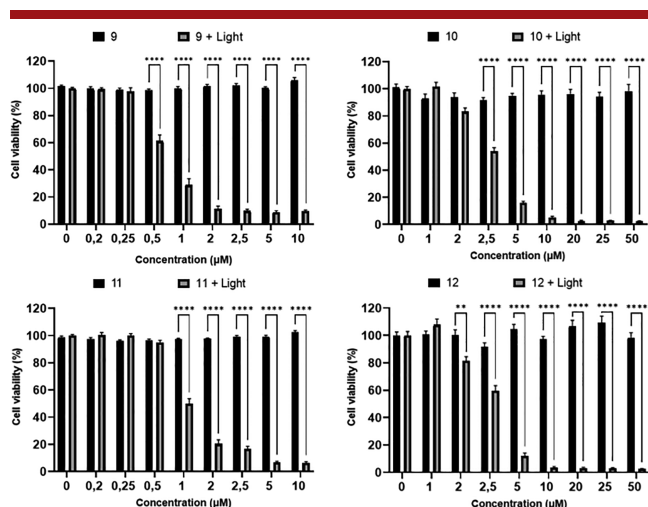 9 9 + Light
**** **** **** **** **** ****
120
100
80
60
40
20
0
Cell viability (%)
0 0,2 0,25 0,5 1 2 2,5 5 10
Concentration (µM)
10 10 + Light
**** **** **** **** **** ****
120
100
80
60
40
20
0
Cell viability (%)
0 1 2 2,5 5 10 20 25 50
Concentration (µM)
11 11 + Light
**** **** **** **** ****
120
100
80
60
40
20
0
Cell viability (%)
0 0,2 0,25 0,5 1 2 2,5 5 10
Concentration (µM)
12 12 + Light
** **** **** **** **** **** ****
120
100
80
60
40
20
0
Cell viability (%)
0 1 2 2,5 5 10 20 25 50
Concentration (µM)